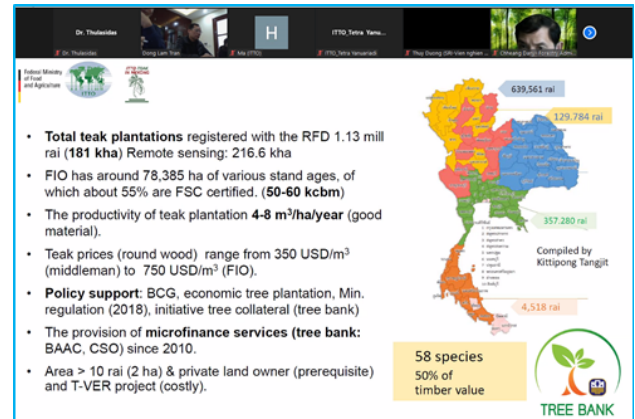 Dr. Thulasidas
H
ITTO_Tetra Yanu...
Dr. Thulasidas
Dong Lam Tran
Ma (ITTO)
ITTO_Tetra Yanuariadi
Federal Ministry
of Food
and Agriculture
ITTO
639,561 rai
129.784 rai
• Total teak plantations registered with the RFD 1.13 mill
rai (181 kha) Remote sensing: 216.6 kha
• FIO has around 78,385 ha of various stand ages, of
which about 55% are FSC certified. (50-60 kcbm)
• The productivity of teak plantation 4-8 m³/ha/year (good
material).
• Teak prices (round wood) range from 350 USD/m³
(middleman) to 750 USD/m³ (FIO).
• Policy support: BCG, economic tree plantation, Min.
regulation (2018), initiative tree collateral (tree bank)
• The provision of microfinance services (tree bank:
BAAC, CSO) since 2010.
• Area > 10 rai (2 ha) & private land owner (prerequisite)
and T-VER project (costly).
357.280 rai
Compiled by
Kittipong Tangjit
4,518 rai
58 species
50% of
timber value
TREE BANK